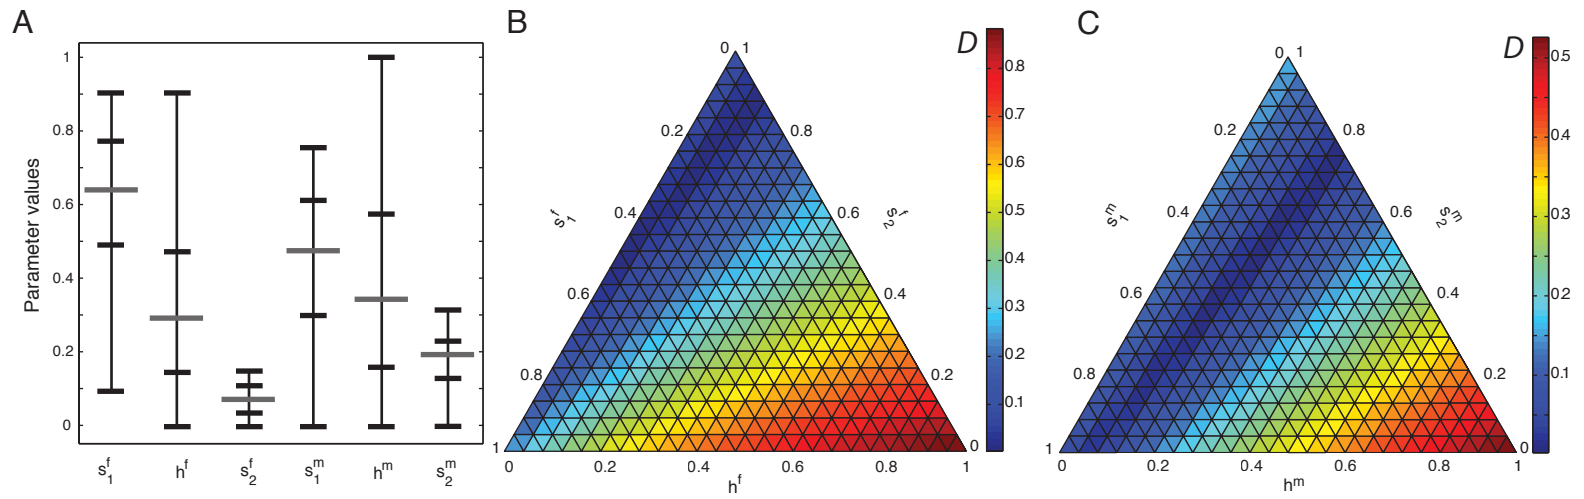 A
Parameter values
1
0.8
0.6
0.4
0.2
0
s₁ᶠ
hᶠ
s₂ᶠ
s₁ᵐ
hᵐ
s₂ᵐ
B
D
0 1
0.2 0.8
0.4 0.6
s₁ᶠ s₂ᶠ
0.6 0.4
0.8 0.2
1 0
0 0.2 0.4 0.6 0.8 1
hᶠ
0.8
0.7
0.6
0.5
0.4
0.3
0.2
0.1
C
D
0 1
0.2 0.8
0.4 0.6
s₁ᵐ s₂ᵐ
0.6 0.4
0.8 0.2
1 0
0 0.2 0.4 0.6 0.8 1
hᵐ
0.5
0.4
0.3
0.2
0.1